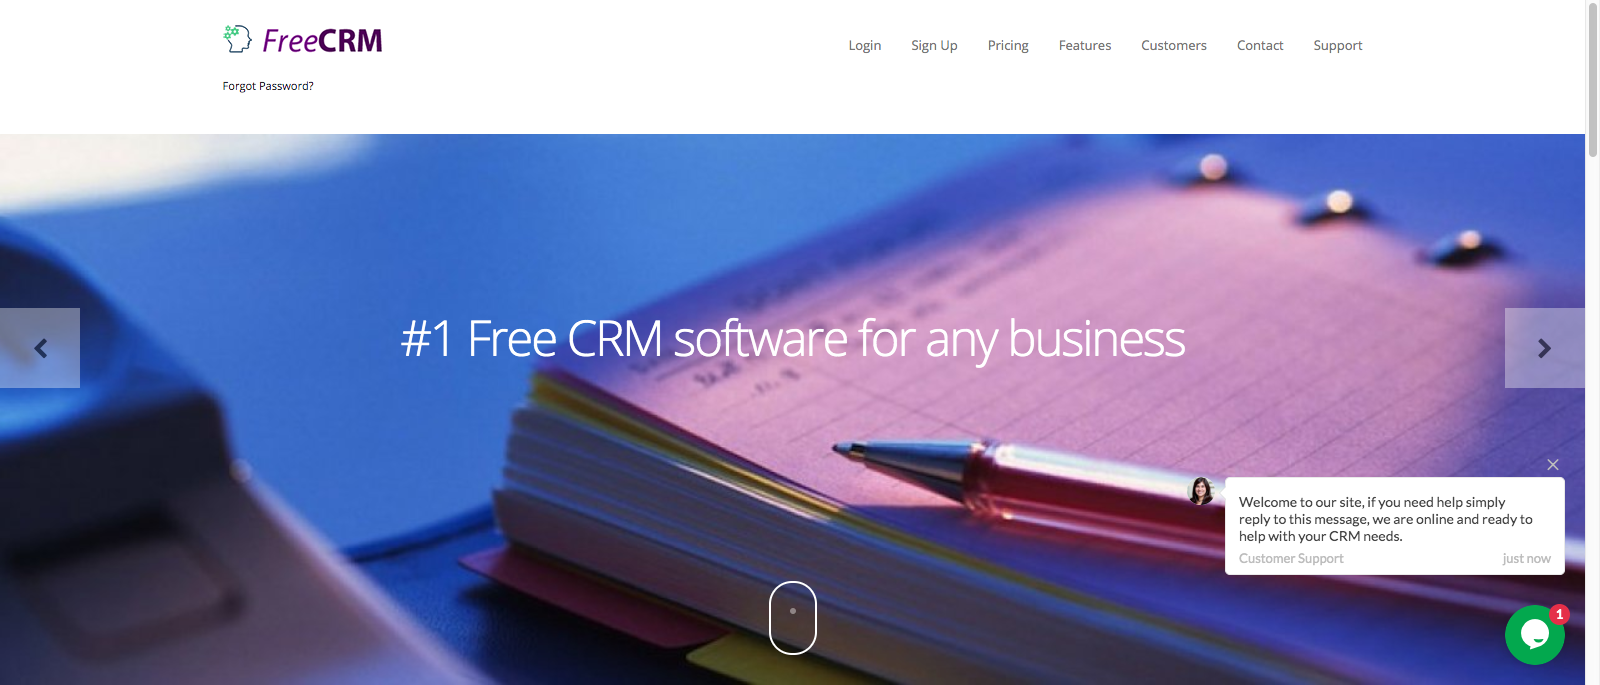 FreeCRM
Login Sign Up Pricing Features Customers Contact Support
Forgot Password?
#1 Free CRM software for any business
Welcome to our site, if you need help simply
reply to this message, we are online and ready to
help with your CRM needs.
Customer Support just now
1